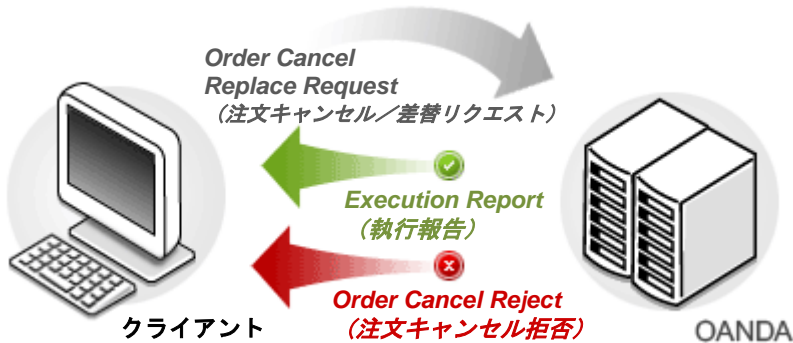 Order Cancel
Replace Request
（注文キャンセル／差替リクエスト）
Execution Report
（執行報告）
Order Cancel Reject
（注文キャンセル拒否）
クライアント
OANDA